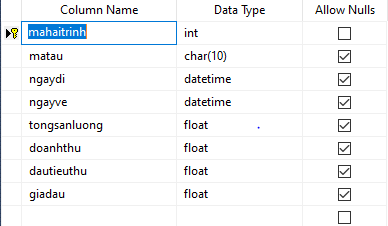 Column Name Data Type Allow Nulls
mahaitrinh int
matau char(10)
ngaydi datetime
ngayve datetime
tongsanluong float
doanhthu float
dautieuthu float
giadau float